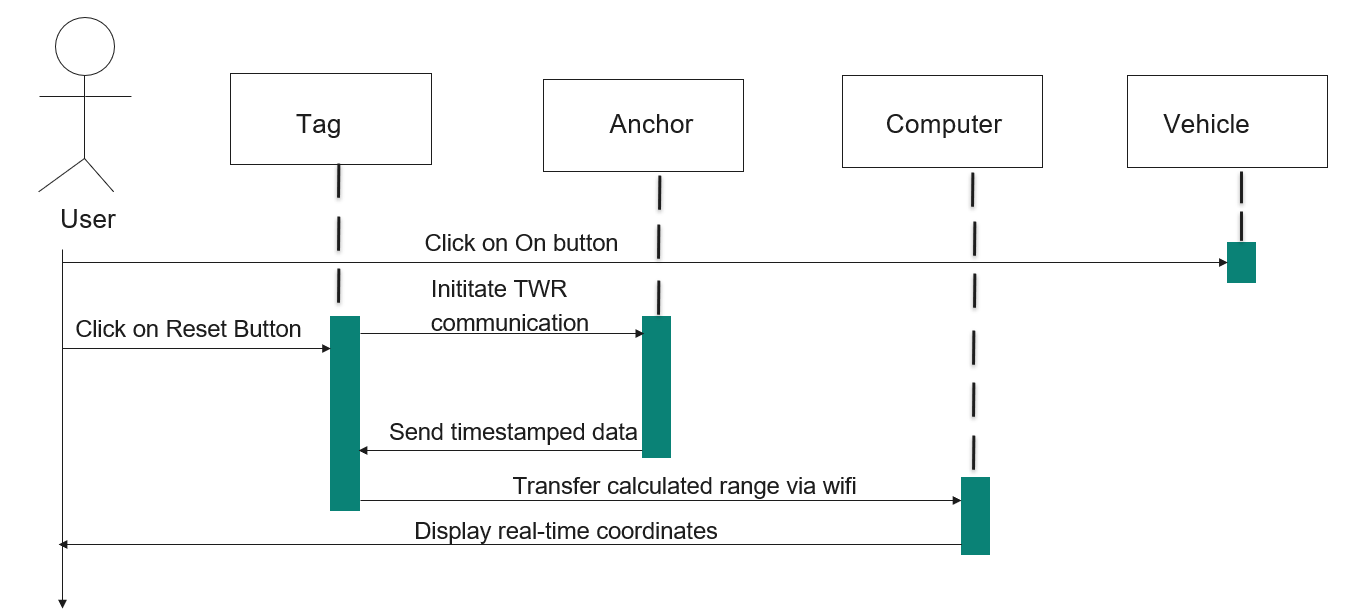 Tag
Anchor
Computer
Vehicle
User
Click on On button
Inititate TWR
communication
Click on Reset Button
Send timestamped data
Transfer calculated range via wifi
Display real-time coordinates